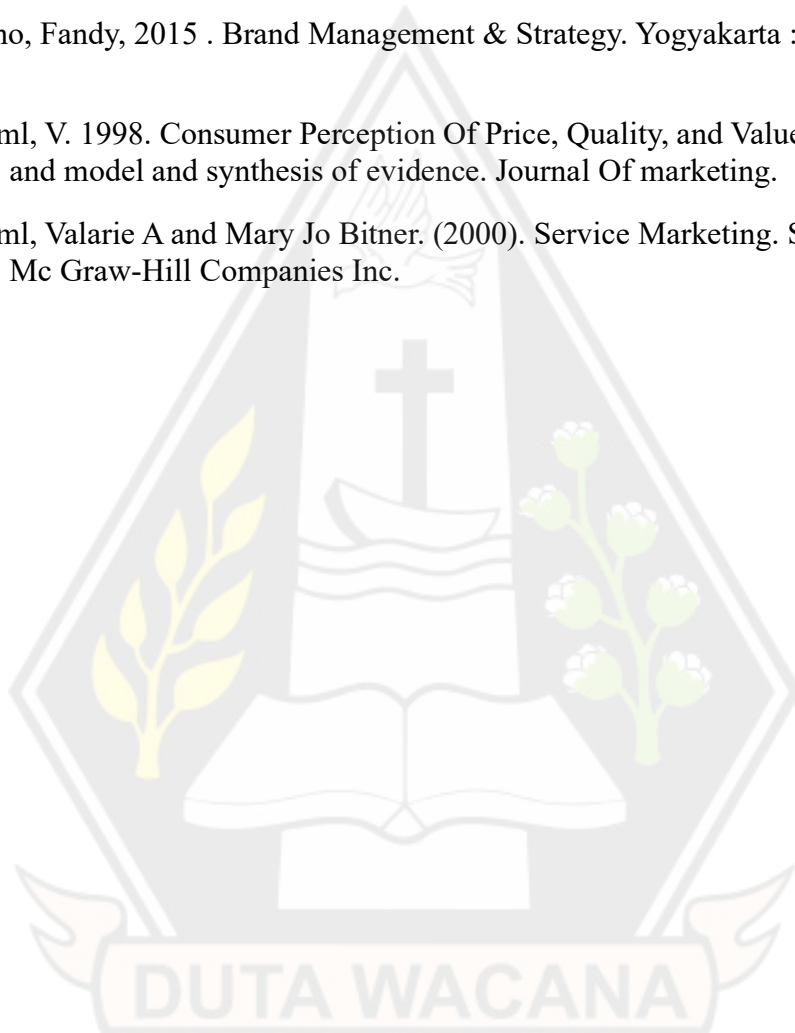 no, Fandy, 2015 . Brand Management & Strategy. Yogyakarta :
ml, V. 1998. Consumer Perception Of Price, Quality, and Value
and model and synthesis of evidence. Journal Of marketing.
ml, Valarie A and Mary Jo Bitner. (2000). Service Marketing. S
Mc Graw-Hill Companies Inc.
DUTA WACANA